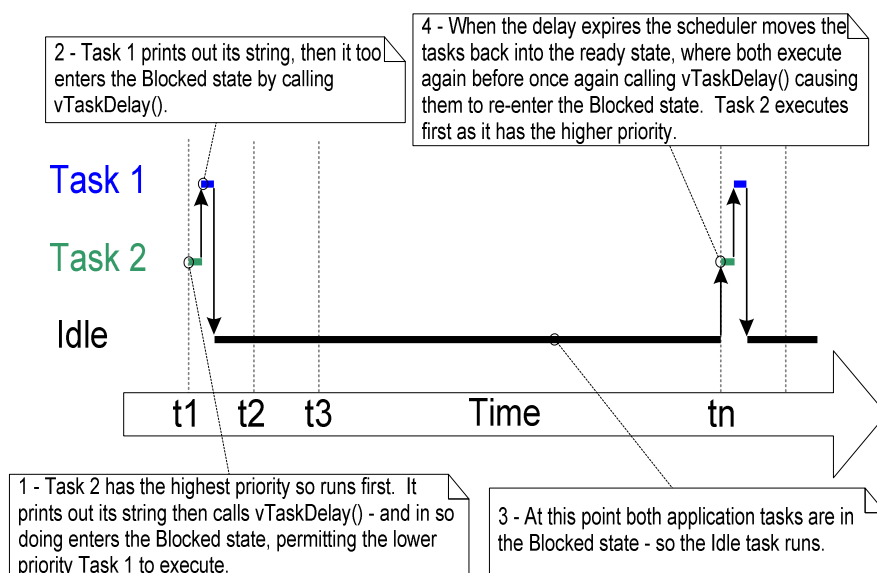 2 - Task 1 prints out its string, then it too
enters the Blocked state by calling
vTaskDelay().
4 - When the delay expires the scheduler moves the
tasks back into the ready state, where both execute
again before once again calling vTaskDelay() causing
them to re-enter the Blocked state. Task 2 executes
first as it has the higher priority.
Task 1
Task 2
Idle
t1
t2
t3
Time
tn
1 - Task 2 has the highest priority so runs first. It
prints out its string then calls vTaskDelay() - and in so
doing enters the Blocked state, permitting the lower
priority Task 1 to execute.
3 - At this point both application tasks are in
the Blocked state - so the Idle task runs.